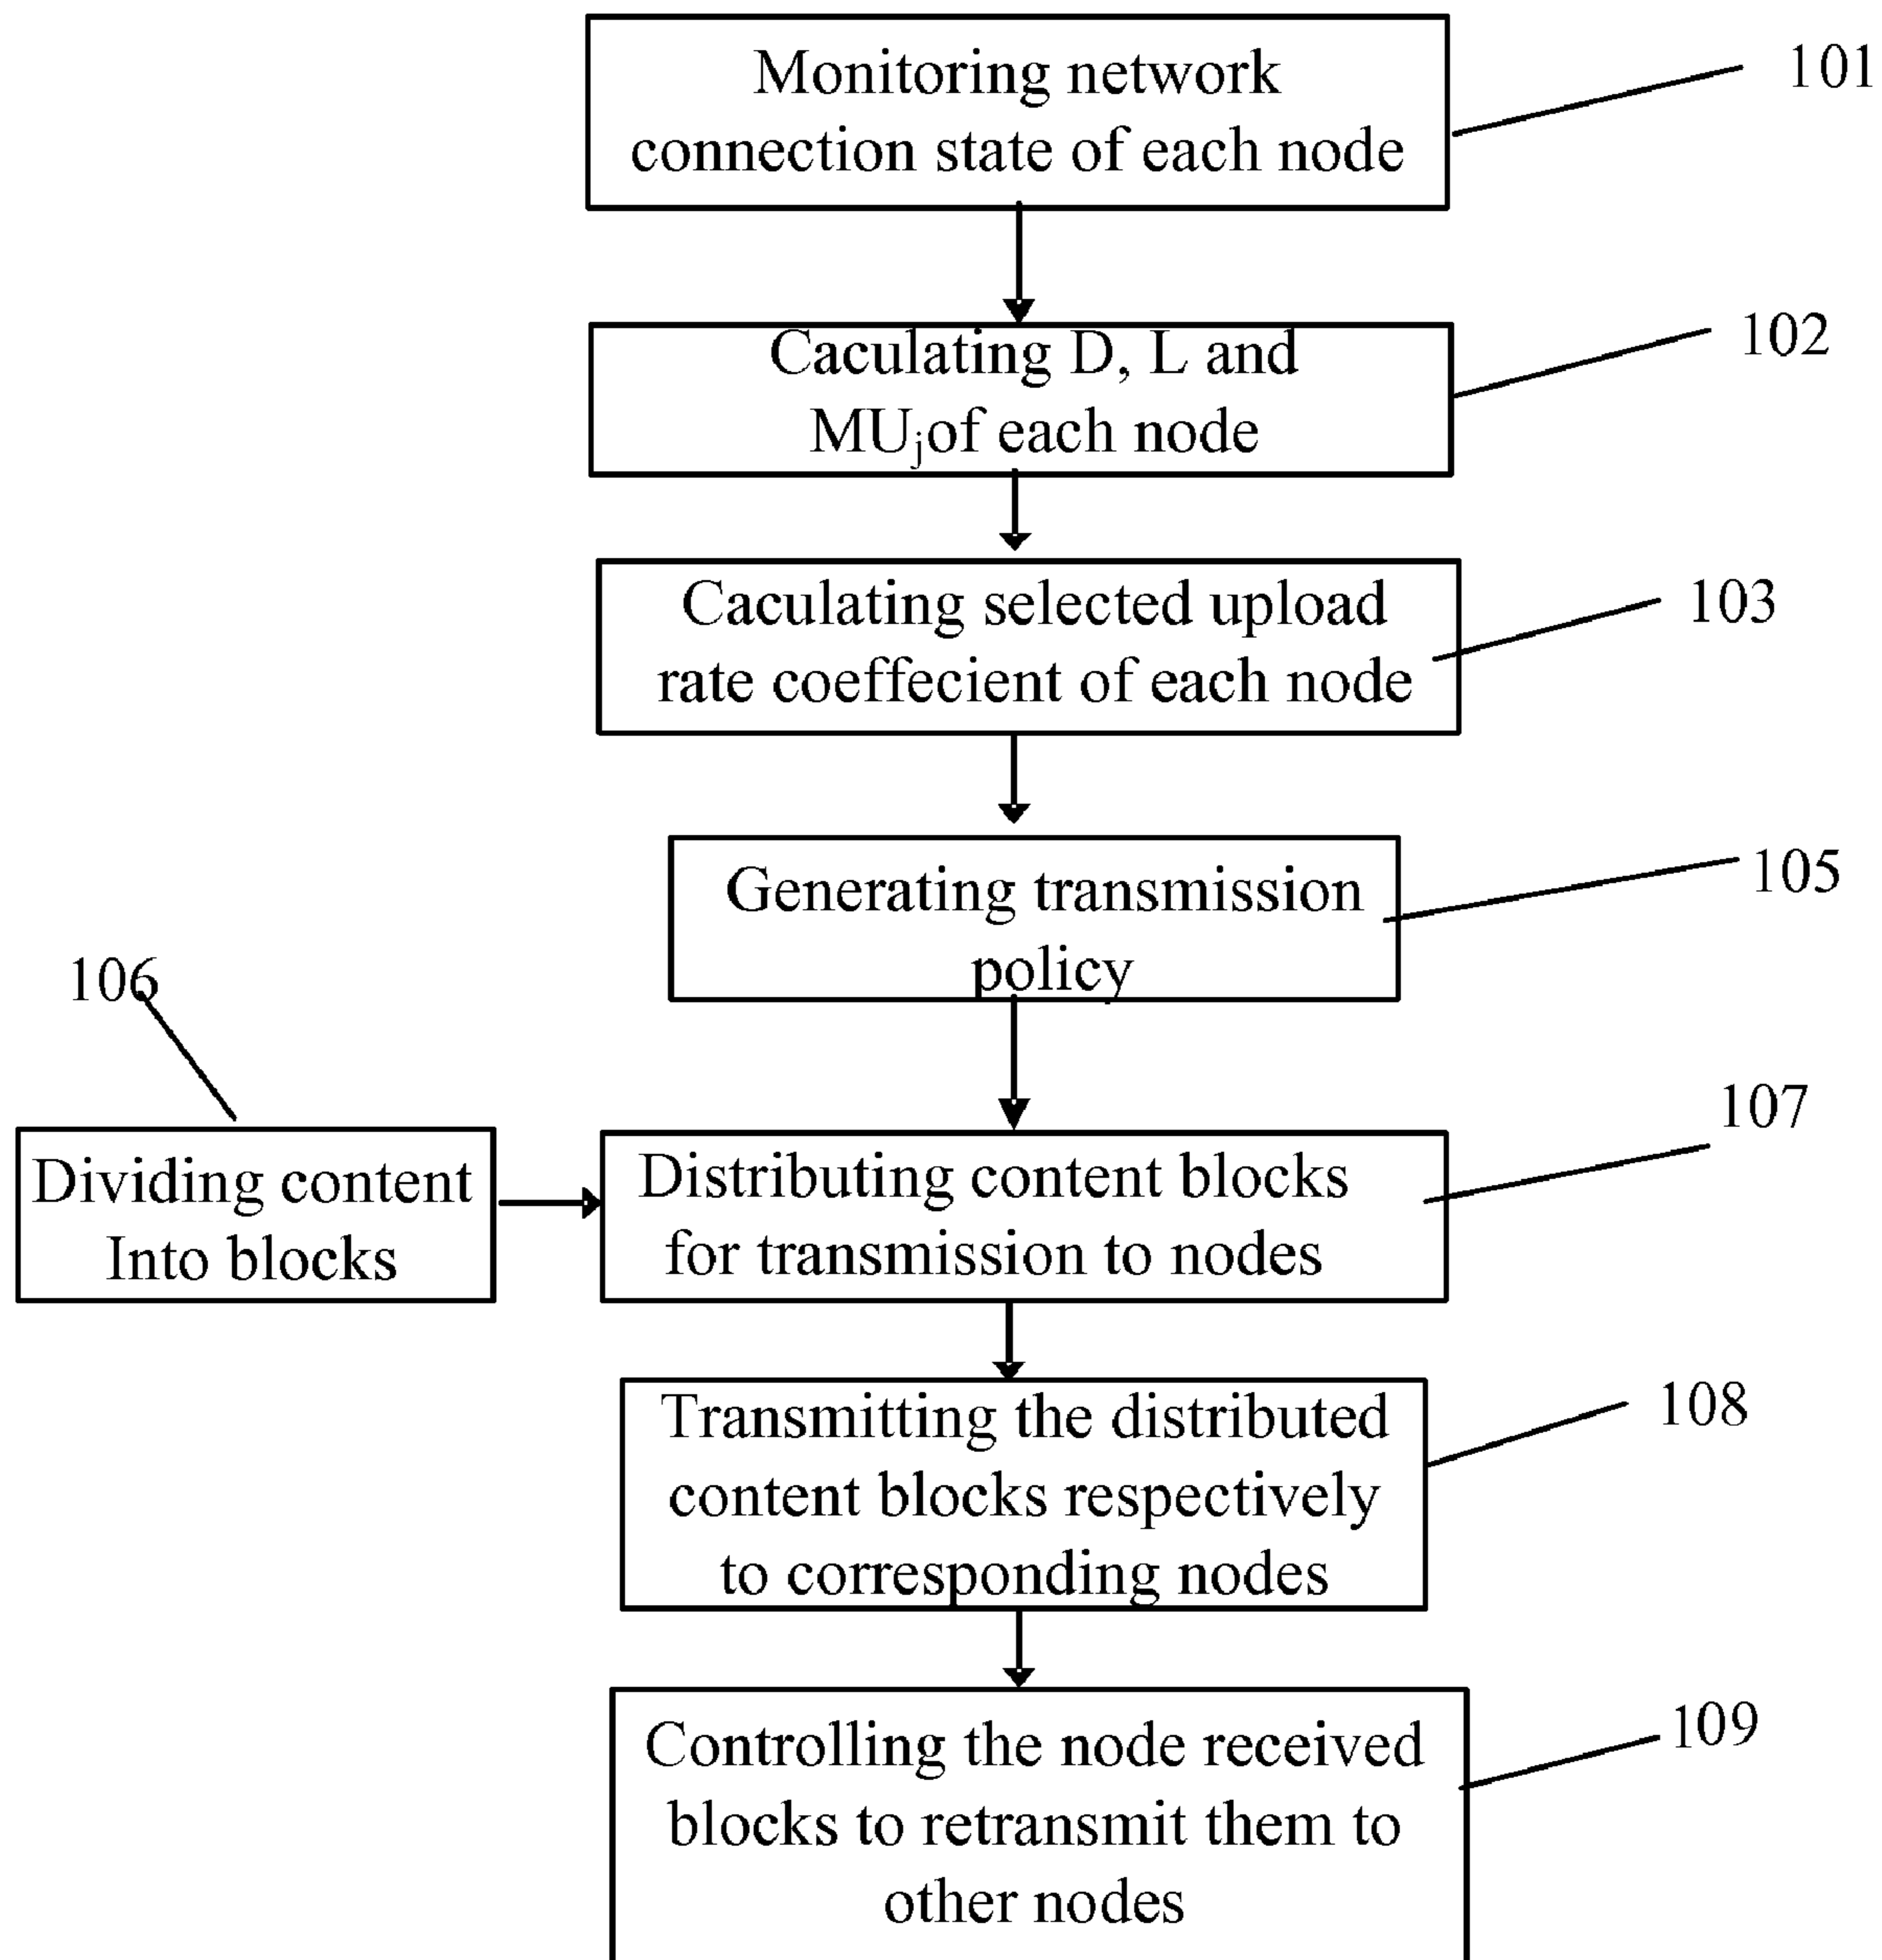 Monitoring network
connection state of each node
101
Caculating D, L and
MUjof each node
102
Caculating selected upload
rate coeffecient of each node
103
Generating transmission
policy
105
106
Dividing content
Into blocks
Distributing content blocks
for transmission to nodes
107
Transmitting the distributed
content blocks respectively
to corresponding nodes
108
Controlling the node received
blocks to retransmit them to
other nodes
109